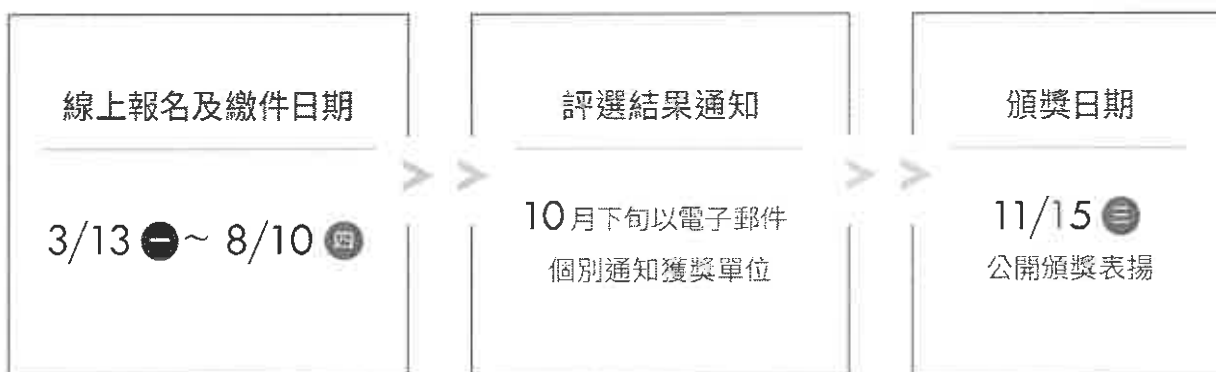 線上報名及繳件日期
3/13 一 ~ 8/10 四
評選結果通知
10月下旬以電子郵件
個別通知獲獎單位
頒獎日期
11/15 三
公開頒獎表揚